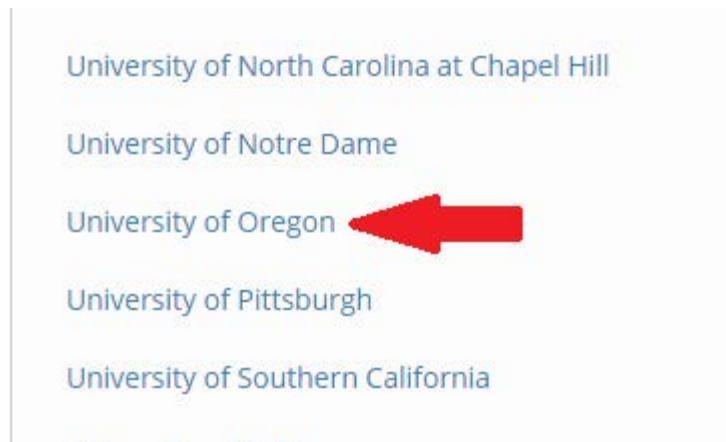 University of North Carolina at Chapel Hill
University of Notre Dame
University of Oregon
University of Pittsburgh
University of Southern California